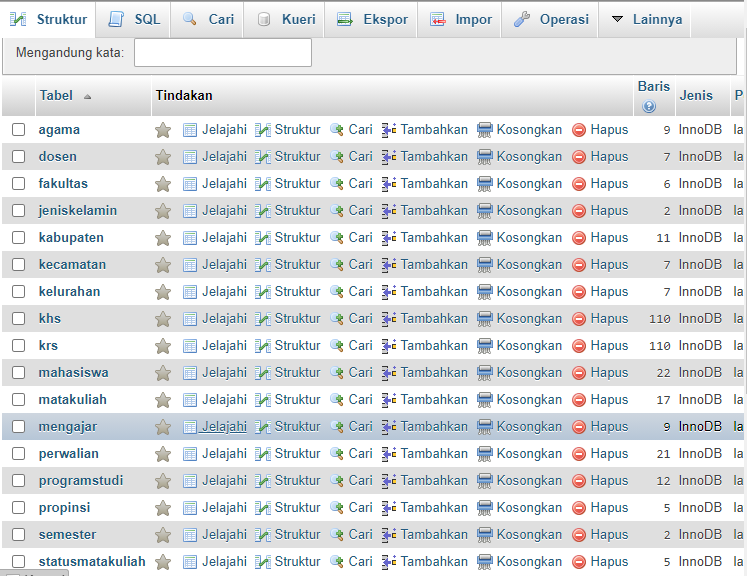 Struktur SQL Cari Kueri Ekspor Impor Operasi Lainnya
Mengandung kata:
Tabel Tindakan Baris Jenis P
agama Jelajahi Struktur Cari Tambahkan Kosongkan Hapus 9 InnoDB la
dosen Jelajahi Struktur Cari Tambahkan Kosongkan Hapus 7 InnoDB la
fakultas Jelajahi Struktur Cari Tambahkan Kosongkan Hapus 6 InnoDB la
jeniskelamin Jelajahi Struktur Cari Tambahkan Kosongkan Hapus 2 InnoDB la
kabupaten Jelajahi Struktur Cari Tambahkan Kosongkan Hapus 11 InnoDB la
kecamatan Jelajahi Struktur Cari Tambahkan Kosongkan Hapus 7 InnoDB la
kelurahan Jelajahi Struktur Cari Tambahkan Kosongkan Hapus 7 InnoDB la
khs Jelajahi Struktur Cari Tambahkan Kosongkan Hapus 110 InnoDB la
krs Jelajahi Struktur Cari Tambahkan Kosongkan Hapus 110 InnoDB la
mahasiswa Jelajahi Struktur Cari Tambahkan Kosongkan Hapus 22 InnoDB la
matakuliah Jelajahi Struktur Cari Tambahkan Kosongkan Hapus 17 InnoDB la
mengajar Jelajahi Struktur Cari Tambahkan Kosongkan Hapus 9 InnoDB la
perwalian Jelajahi Struktur Cari Tambahkan Kosongkan Hapus 21 InnoDB la
programstudi Jelajahi Struktur Cari Tambahkan Kosongkan Hapus 12 InnoDB la
propinsi Jelajahi Struktur Cari Tambahkan Kosongkan Hapus 5 InnoDB la
semester Jelajahi Struktur Cari Tambahkan Kosongkan Hapus 2 InnoDB la
statusmatakuliah Jelajahi Struktur Cari Tambahkan Kosongkan Hapus 5 InnoDB la